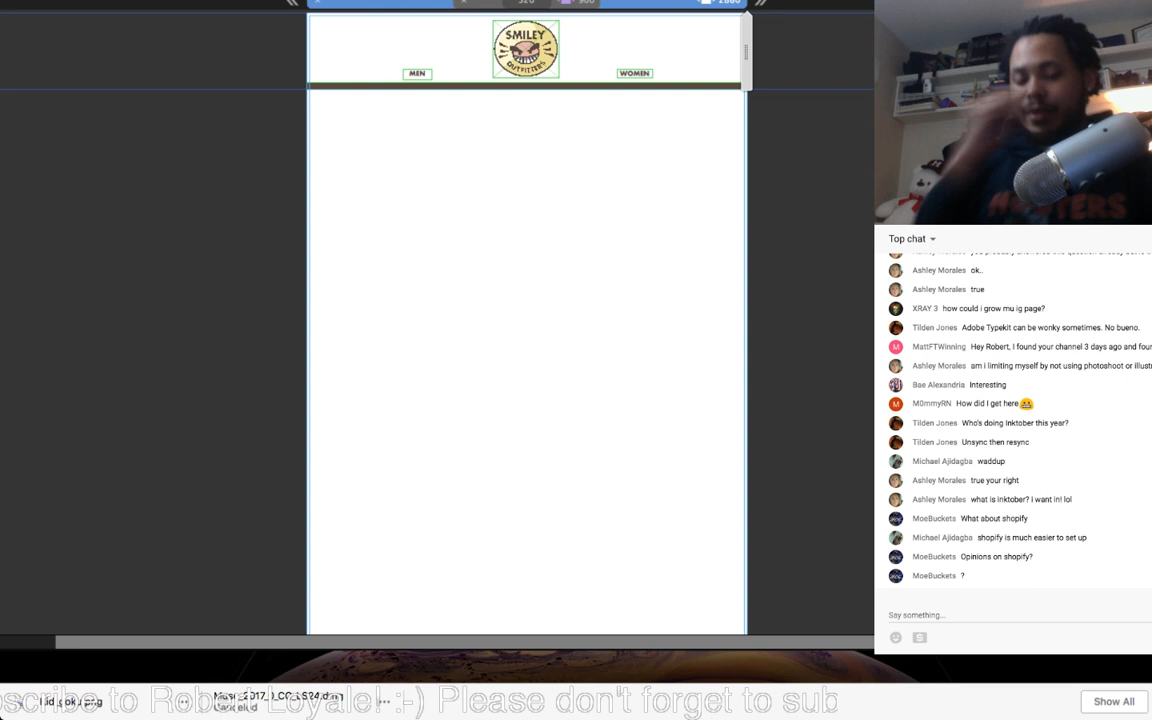 2880
SMILEY
OUTFITTERS
MEN
WOMEN
Top chat
Ashley Morales ok..
Ashley Morales true
XRAY 3 how could i grow mu ig page?
Tilden Jones Adobe Typekit can be wonky sometimes. No bueno.
MattFTWinning Hey Robert, I found your channel 3 days ago and four
Ashley Morales am i limiting myself by not using photoshoot or illustr
Bae Alexandria Interesting
M0mmyRN How did I get here
Tilden Jones Who's doing Inktober this year?
Tilden Jones Unsync then resync
Michael Ajidagba waddup
Ashley Morales true your right
Ashley Morales what is inktober? i want in! lol
MoeBuckets What about shopify
Michael Ajidagba shopify is much easier to set up
MoeBuckets Opinions on shopify?
MoeBuckets ?
Say something...
scribe to Robert Loyale! :-) Please don't forget to sub
Canceled
Show All